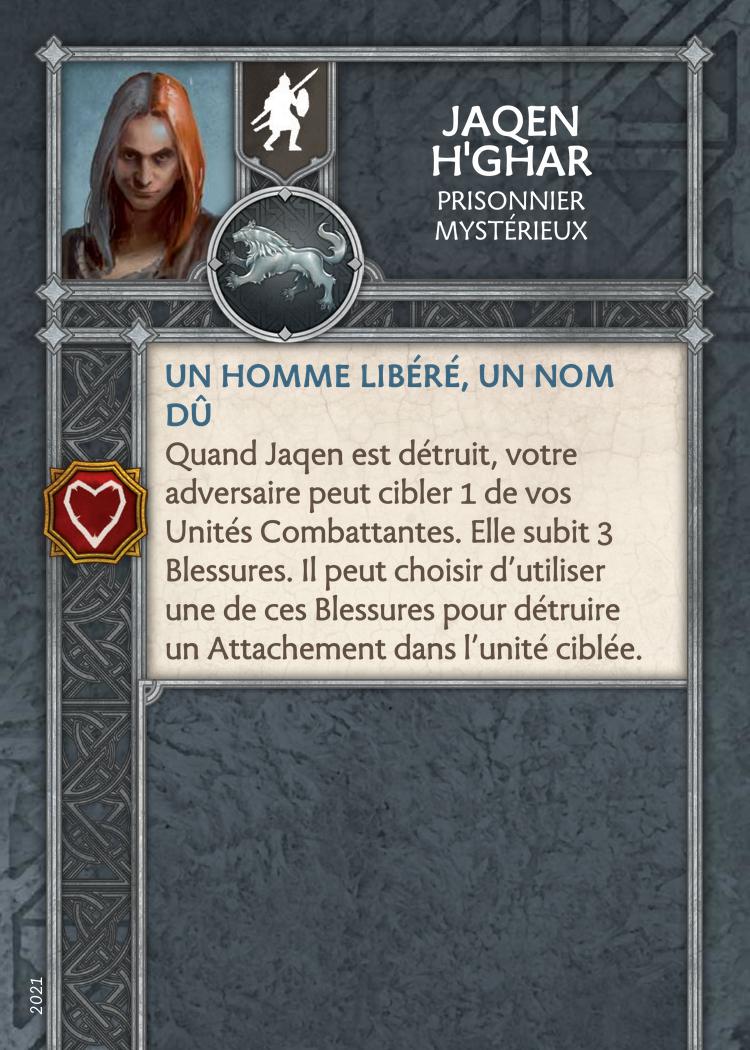 JAQEN
H'GHAR
PRISONNIER
MYSTÉRIEUX
UN HOMME LIBÉRÉ, UN NOM
DÛ
Quand Jaqen est détruit, votre
adversaire peut cibler 1 de vos
Unités Combattantes. Elle subit 3
Blessures. Il peut choisir d’utiliser
une de ces Blessures pour détruire
un Attachement dans l’unité ciblée.
2021